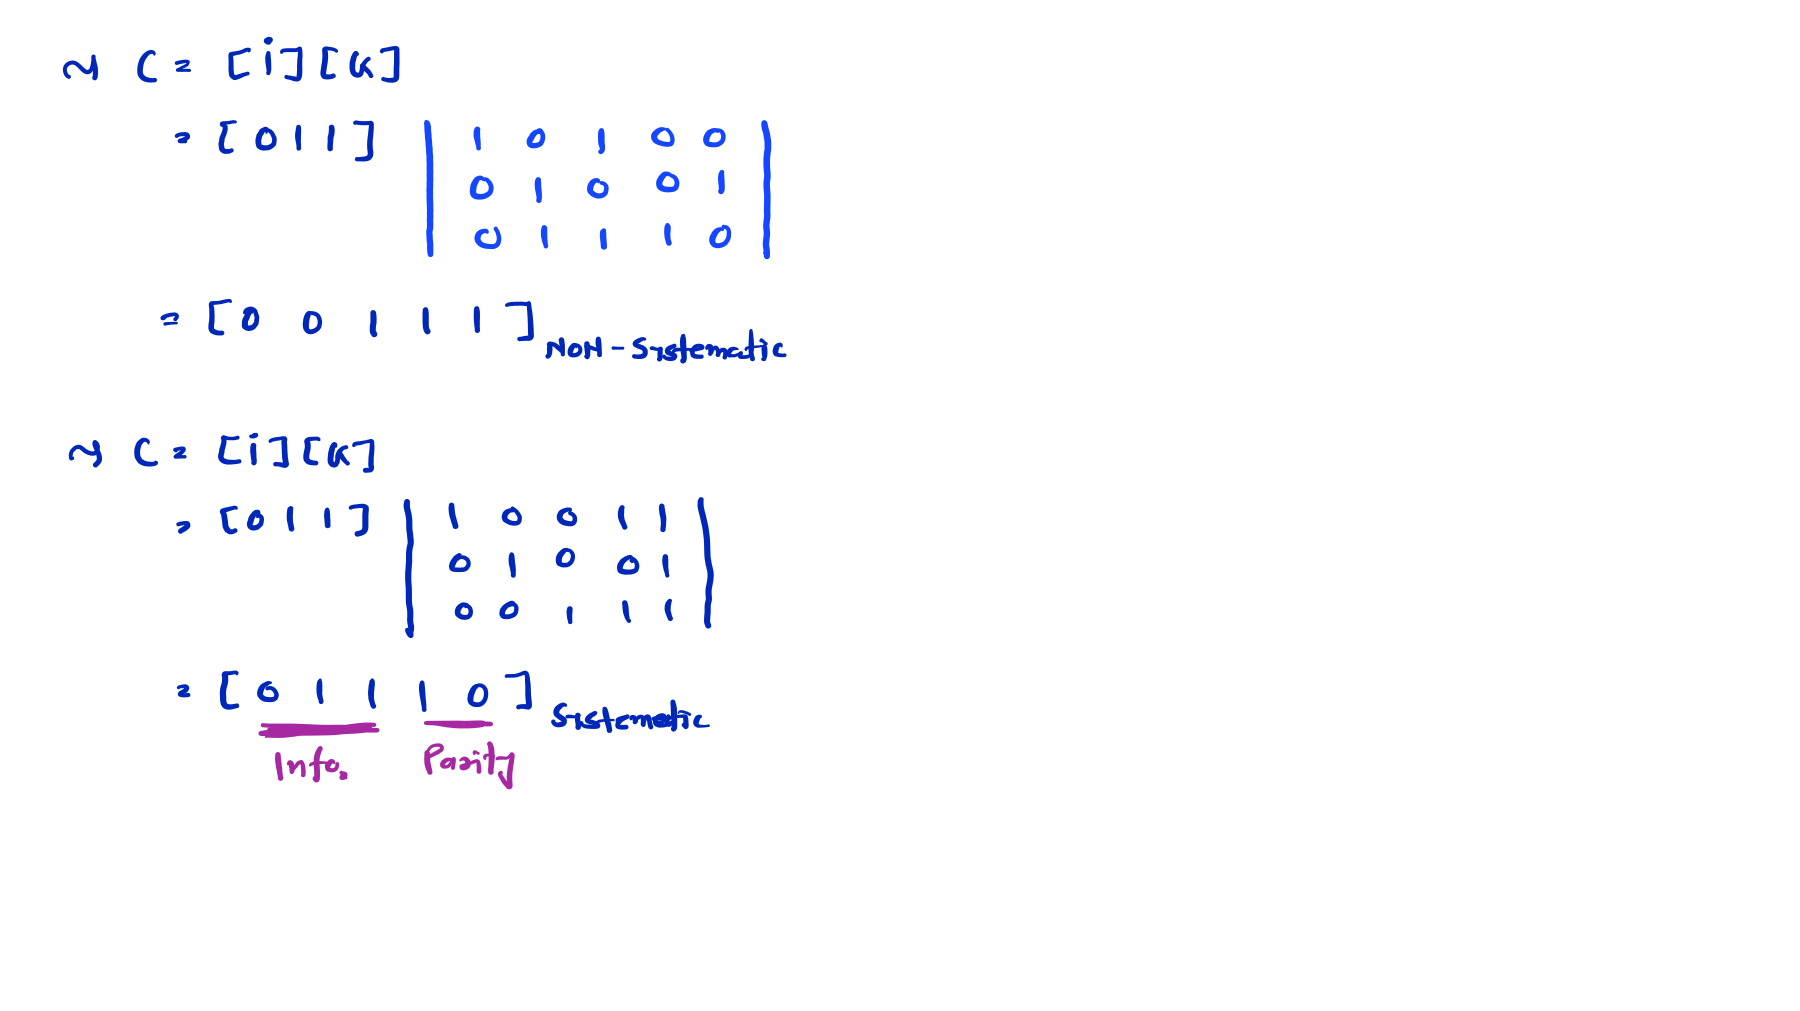 ~ C = [i][G]
= [0 1 1] | 1 0 1 0 0 |
| 0 1 0 0 1 |
| 0 1 1 1 0 |
= [0 0 1 1 1] NON-Sistematic
~ C = [i][G]
= [0 1 1] | 1 0 0 1 1 |
| 0 1 0 0 1 |
| 0 0 1 1 1 |
= [0 1 1 1 0] Sistematic
Info. Parity